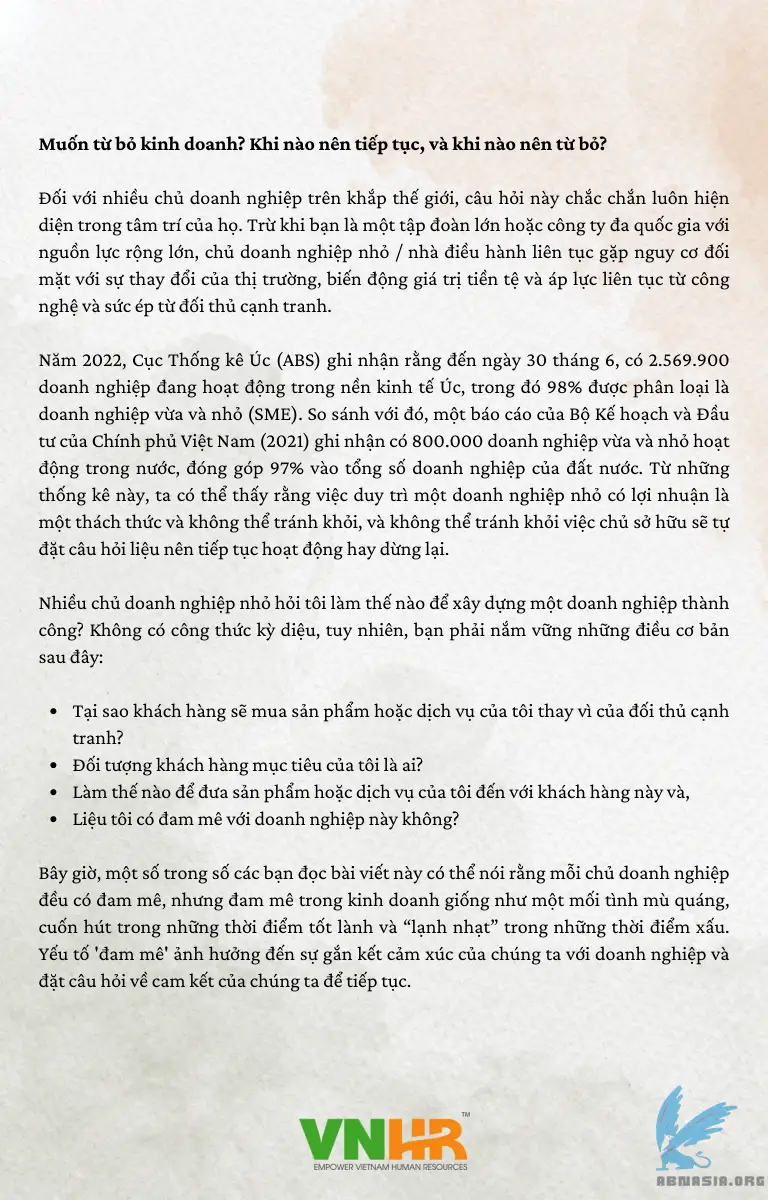 Muốn từ bỏ kinh doanh? Khi nào nên tiếp tục, và khi nào nên từ bỏ?
Đối với nhiều chủ doanh nghiệp trên khắp thế giới, câu hỏi này chắc chắn luôn hiện
diện trong tâm trí của họ. Trừ khi bạn là một tập đoàn lớn hoặc công ty đa quốc gia với
nguồn lực rộng lớn, chủ doanh nghiệp nhỏ / nhà điều hành liên tục gặp nguy cơ đối
mặt với sự thay đổi của thị trường, biến động giá trị tiền tệ và áp lực liên tục từ công
nghệ và sức ép từ đối thủ cạnh tranh.
Năm 2022, Cục Thống kê Úc (ABS) ghi nhận rằng đến ngày 30 tháng 6, có 2.569.900
doanh nghiệp đang hoạt động trong nền kinh tế Úc, trong đó 98% được phân loại là
doanh nghiệp vừa và nhỏ (SME). So sánh với đó, một báo cáo của Bộ Kế hoạch và Đầu
tư của Chính phủ Việt Nam (2021) ghi nhận có 800.000 doanh nghiệp vừa và nhỏ hoạt
động trong nước, đóng góp 97% vào tổng số doanh nghiệp của đất nước. Từ những
thống kê này, ta có thể thấy rằng việc duy trì một doanh nghiệp nhỏ có lợi nhuận là
một thách thức và không thể tránh khỏi, và không thể tránh khỏi việc chủ sở hữu sẽ tự
đặt câu hỏi liệu nên tiếp tục hoạt động hay dừng lại.
Nhiều chủ doanh nghiệp nhỏ hỏi tôi làm thế nào để xây dựng một doanh nghiệp thành
công? Không có công thức kỳ diệu, tuy nhiên, bạn phải nắm vững những điều cơ bản
sau đây:
• Tại sao khách hàng sẽ mua sản phẩm hoặc dịch vụ của tôi thay vì của đối thủ cạnh
tranh?
• Đối tượng khách hàng mục tiêu của tôi là ai?
• Làm thế nào để đưa sản phẩm hoặc dịch vụ của tôi đến với khách hàng này và,
• Liệu tôi có đam mê với doanh nghiệp này không?
Bây giờ, một số trong số các bạn đọc bài viết này có thể nói rằng mỗi chủ doanh nghiệp
đều có đam mê, nhưng đam mê trong kinh doanh giống như một mối tình mù quáng,
cuốn hút trong những thời điểm tốt lành và “lạnh nhạt” trong những thời điểm xấu.
Yếu tố 'đam mê' ảnh hưởng đến sự gắn kết cảm xúc của chúng ta với doanh nghiệp và
đặt câu hỏi về cam kết của chúng ta để tiếp tục.
VNHR™
EMPOWER VIETNAM HUMAN RESOURCES
ABNASIA.ORG